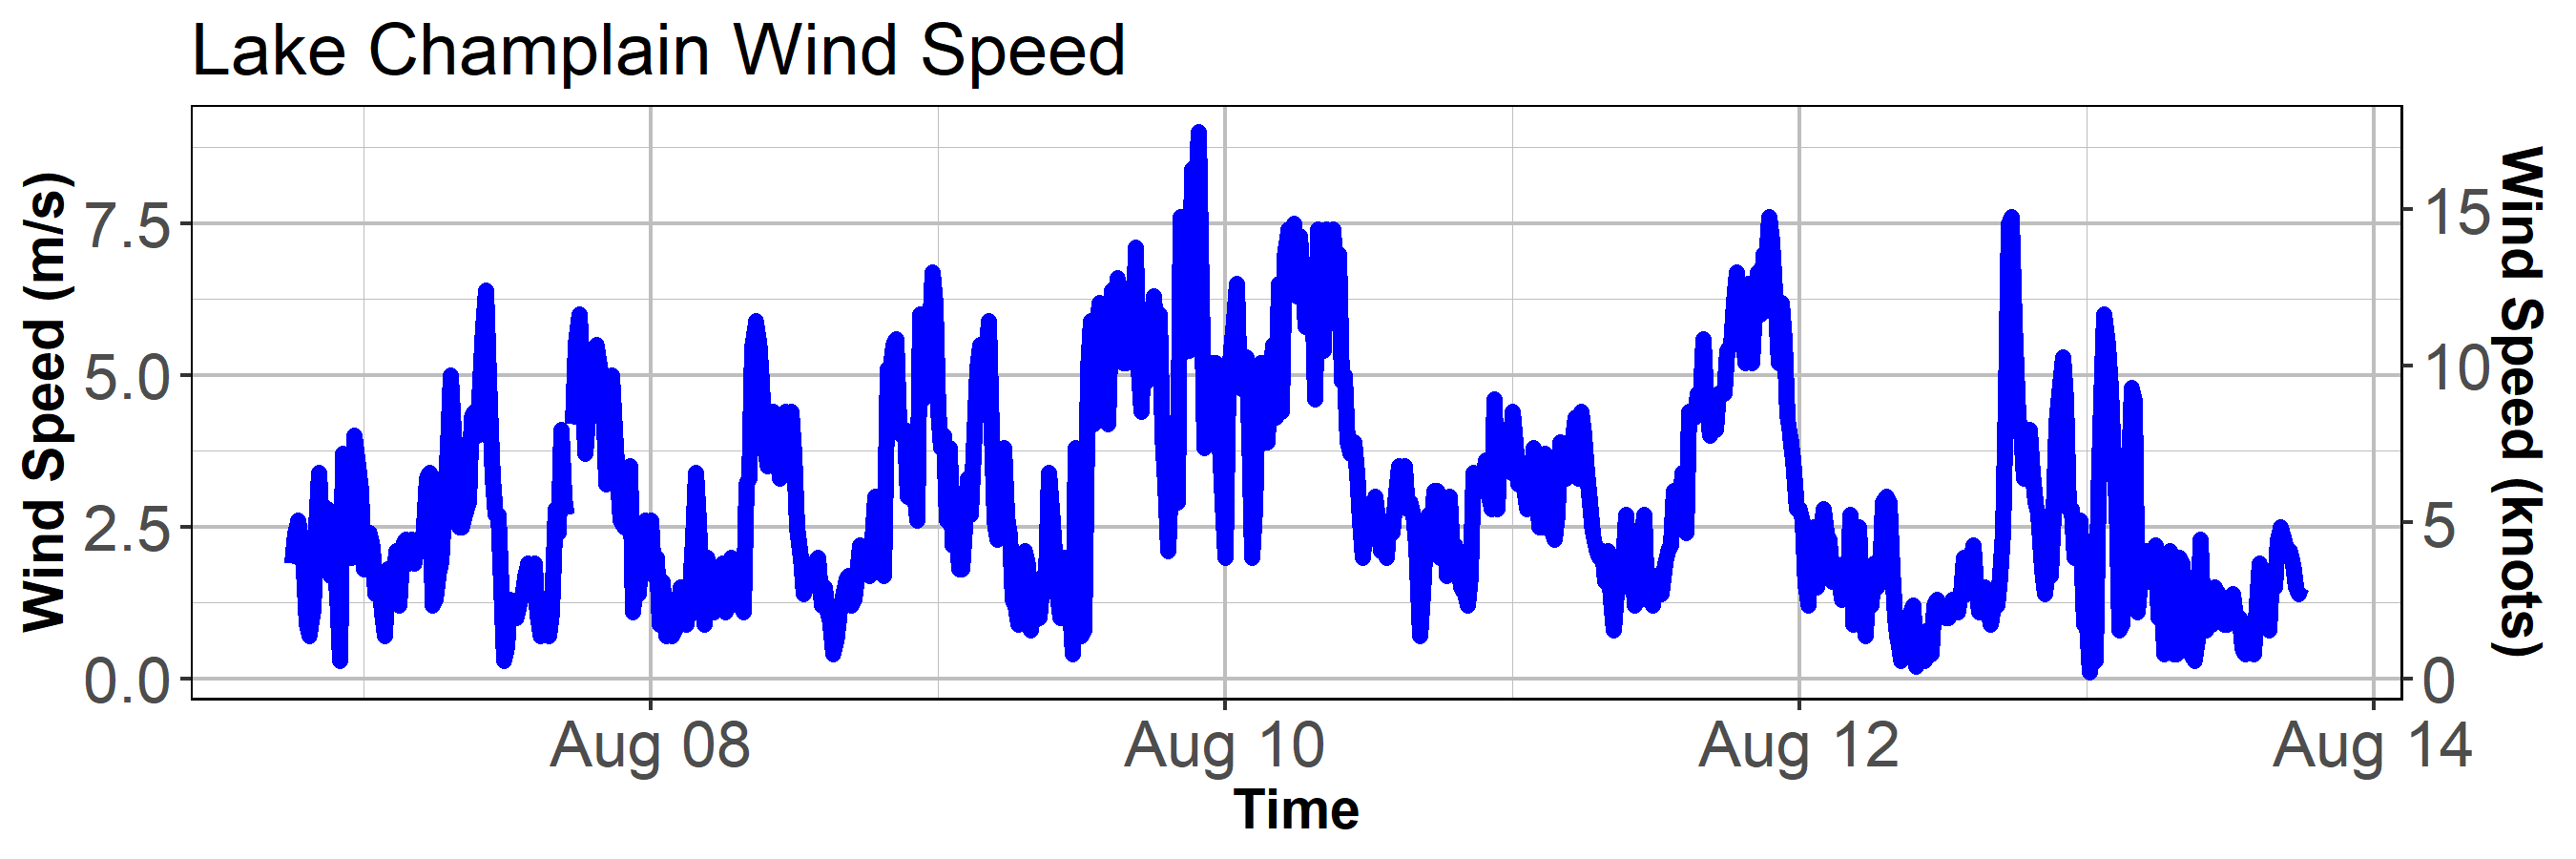 Lake Champlain Wind Speed
Wind Speed (m/s)
7.5
5.0
2.5
0.0
15
10
5
0
Wind Speed (knots)
Aug 08
Aug 10
Aug 12
Aug 14
Time